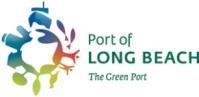 Port of
LONG BEACH
The Green Port